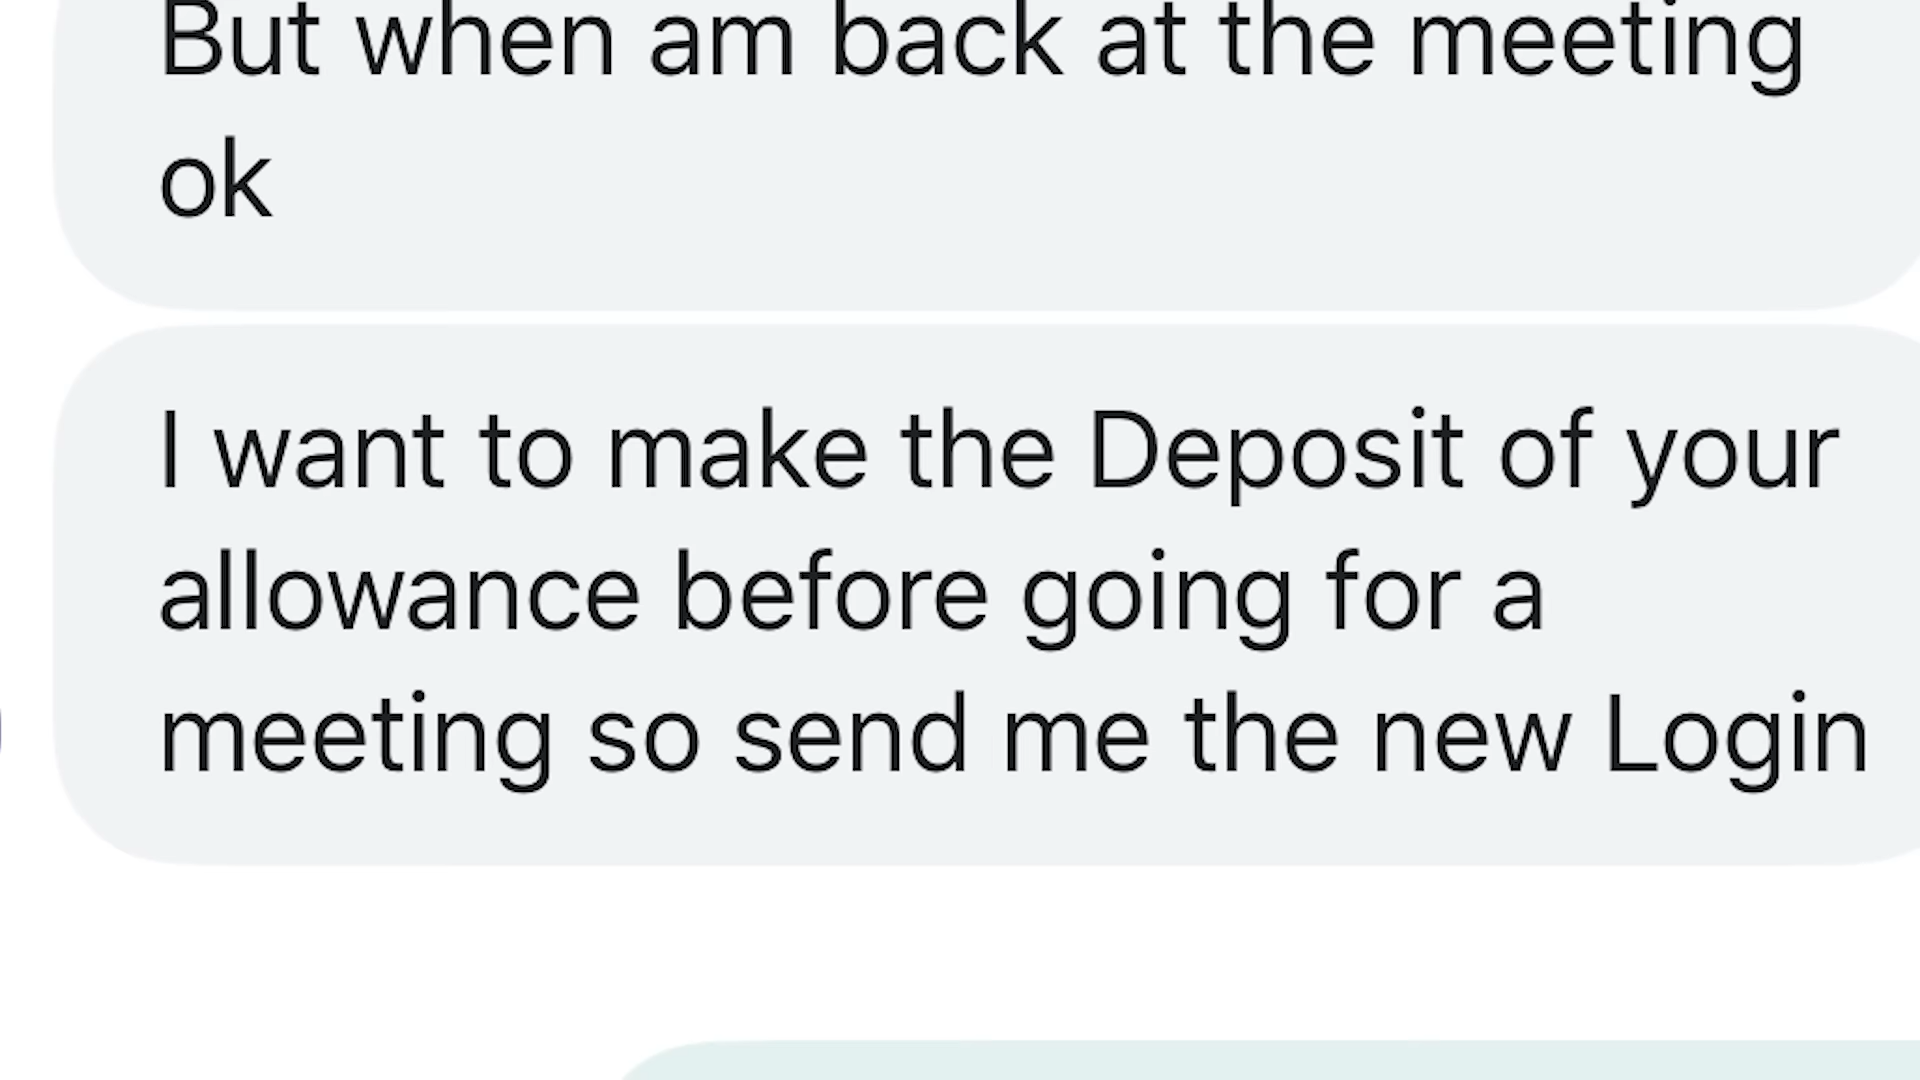 But when am back at the meeting
ok
I want to make the Deposit of your
allowance before going for a
meeting so send me the new Login